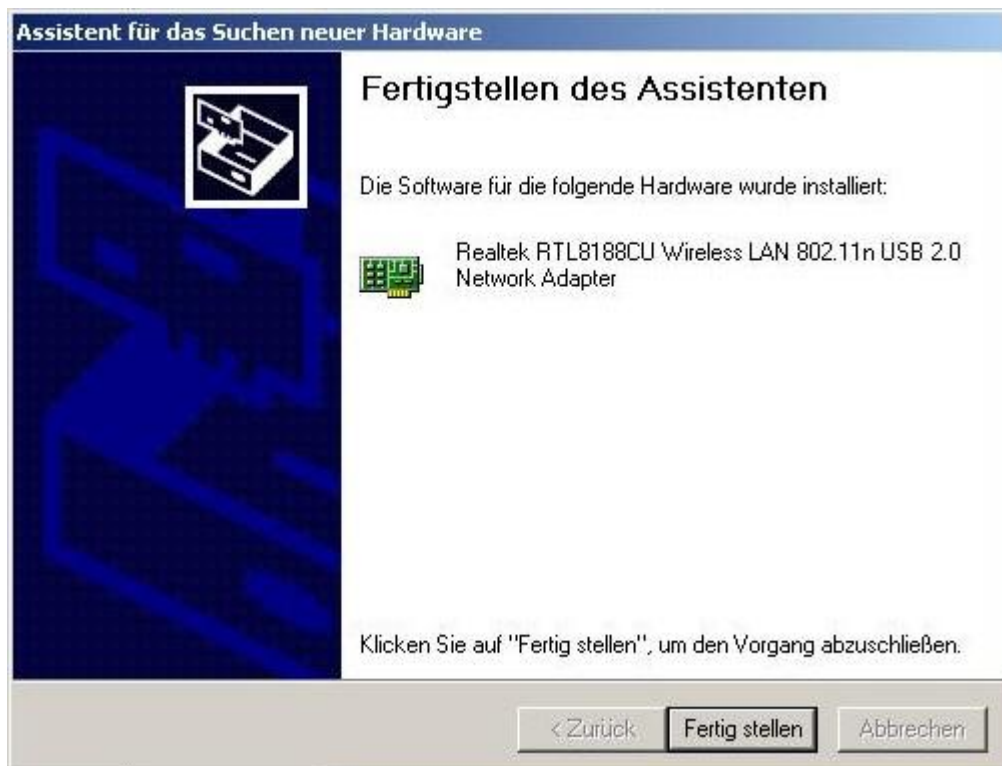 Assistent für das Suchen neuer Hardware
Fertigstellen des Assistenten
Die Software für die folgende Hardware wurde installiert:
Realtek RTL8188CU Wireless LAN 802.11n USB 2.0
Network Adapter
Klicken Sie auf "Fertig stellen", um den Vorgang abzuschließen.
< Zurück Fertig stellen Abbrechen